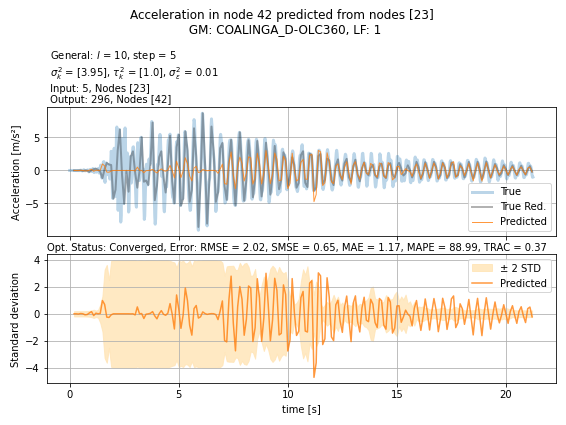 Acceleration in node 42 predicted from nodes [23]
GM: COALINGA_D-OLC360, LF: 1
General: l = 10, step = 5
σ²ₖ = [3.95], τ²ₖ = [1.0], σ²ε = 0.01
Input: 5, Nodes [23]
Output: 296, Nodes [42]
Acceleration [m/s²]
5
0
−5
True
True Red.
Predicted
Opt. Status: Converged, Error: RMSE = 2.02, SMSE = 0.65, MAE = 1.17, MAPE = 88.99, TRAC = 0.37
Standard deviation
4
2
0
−2
−4
± 2 STD
Predicted
0 5 10 15 20
time [s]